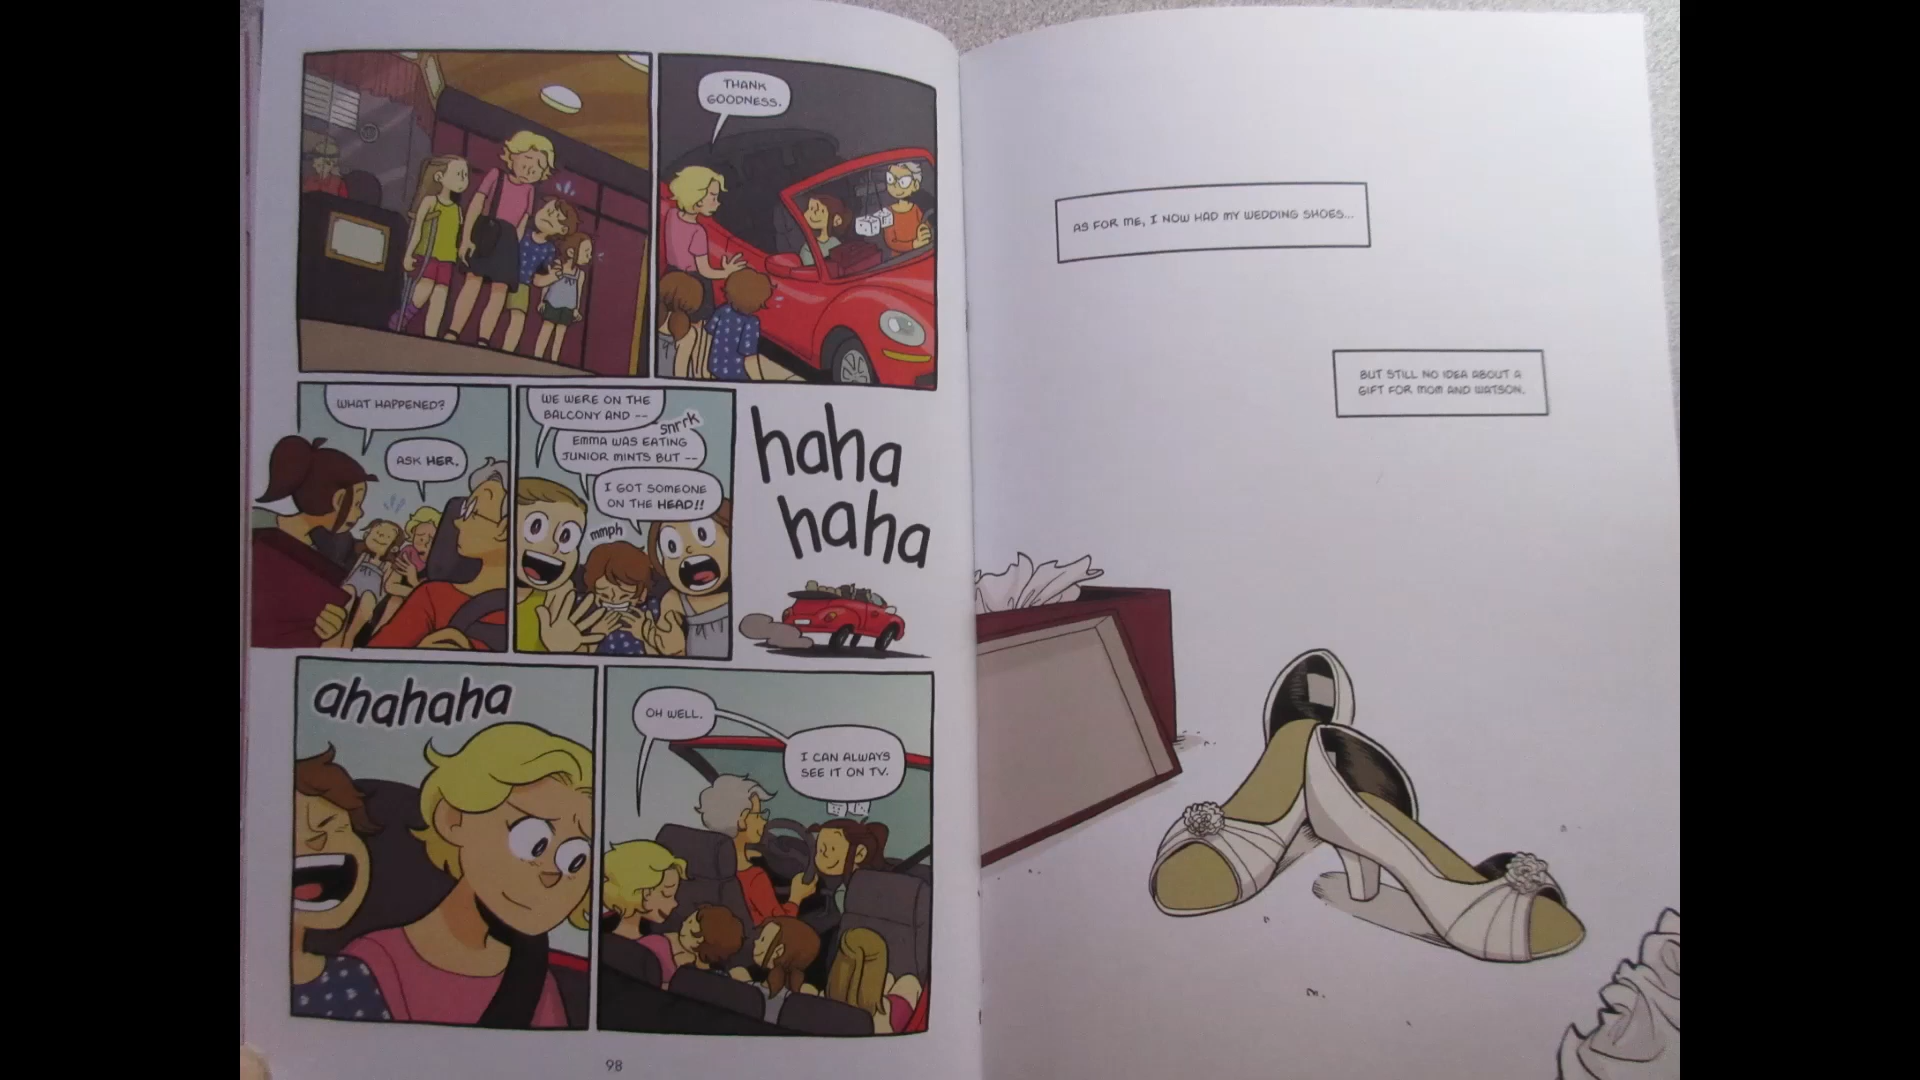 THANK
GOODNESS.
WHAT HAPPENED?
ASK HER.
WE WERE ON THE
BALCONY AND --
snrrk
EMMA WAS EATING
JUNIOR MINTS BUT --
I GOT SOMEONE
ON THE HEAD!!
mmph
haha
haha
ahahaha
OH WELL.
I CAN ALWAYS
SEE IT ON TV.
98
AS FOR ME, I NOW HAD MY WEDDING SHOES...
BUT STILL NO IDEA ABOUT A
GIFT FOR MOM AND WATSON.